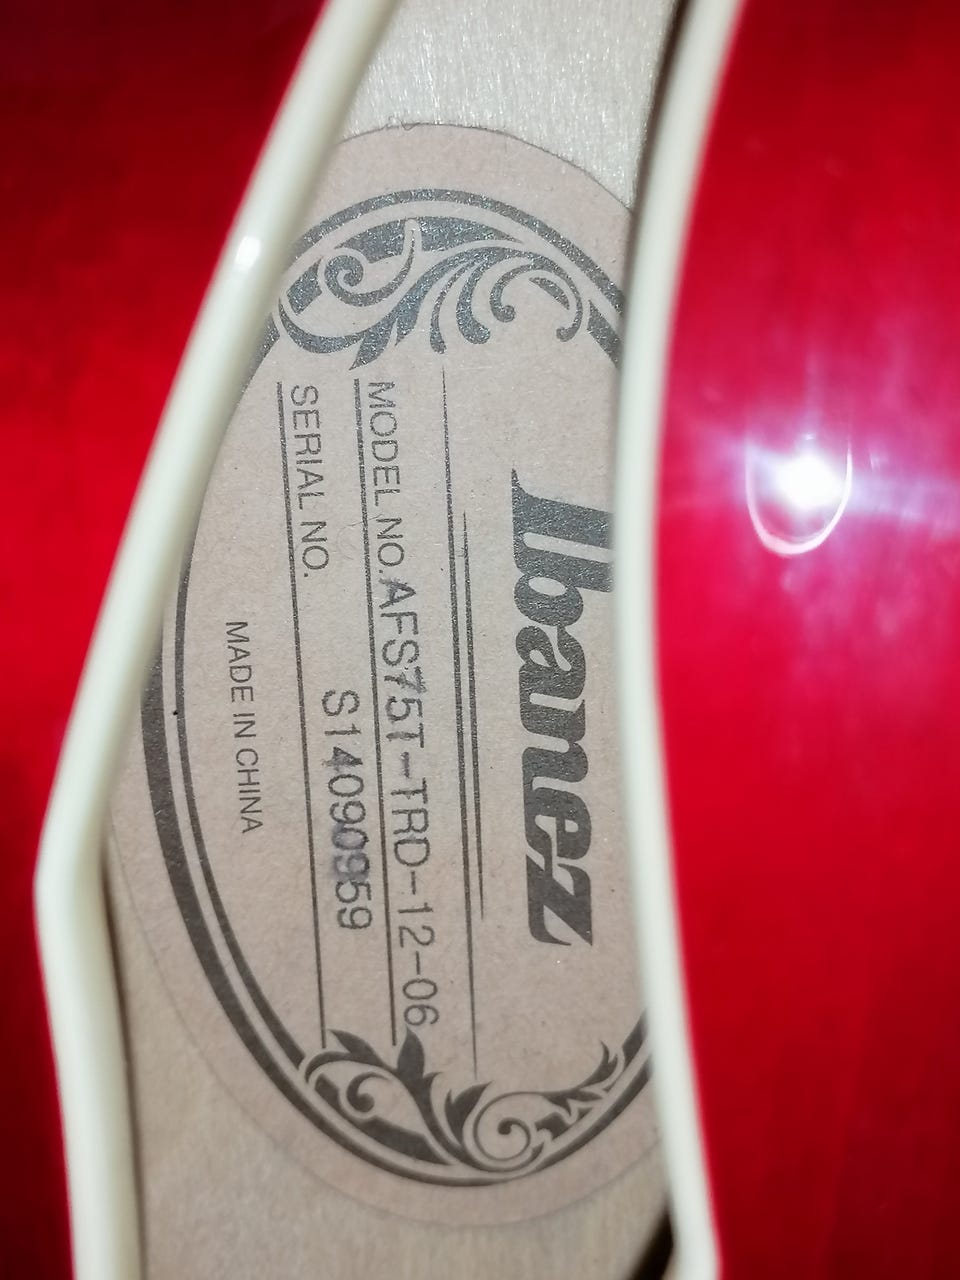 Ibanez
MODEL NO.AFS75T-TRD-12-06
SERIAL NO. S14090959
MADE IN CHINA